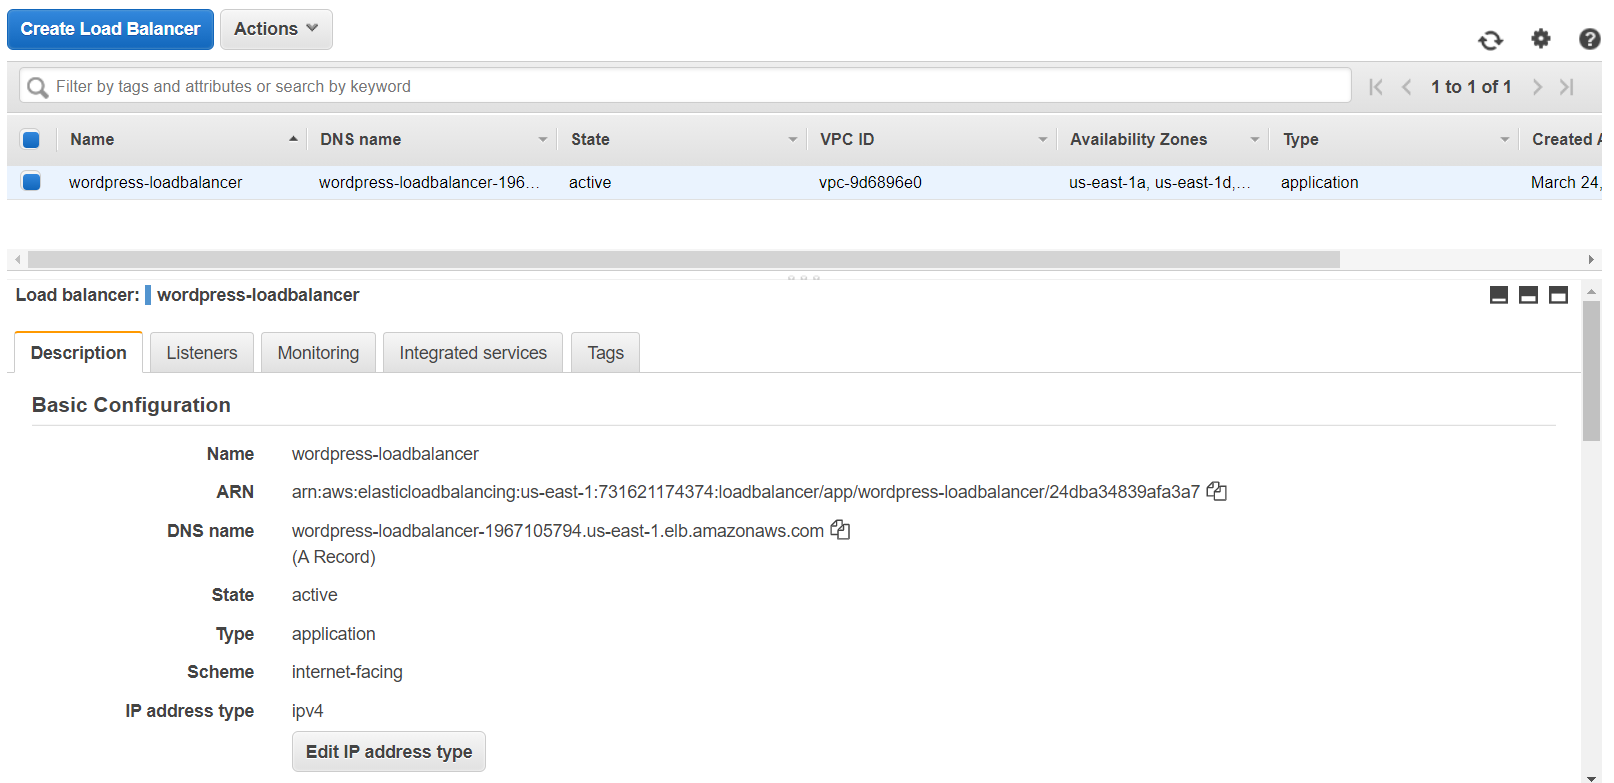 Create Load Balancer Actions
Filter by tags and attributes or search by keyword 1 to 1 of 1
Name DNS name State VPC ID Availability Zones Type Created A
wordpress-loadbalancer wordpress-loadbalancer-196... active vpc-9d6896e0 us-east-1a, us-east-1d,... application March 24,
Load balancer: wordpress-loadbalancer
Description Listeners Monitoring Integrated services Tags
Basic Configuration
Name wordpress-loadbalancer
ARN arn:aws:elasticloadbalancing:us-east-1:731621174374:loadbalancer/app/wordpress-loadbalancer/24dba34839afa3a7
DNS name wordpress-loadbalancer-1967105794.us-east-1.elb.amazonaws.com
(A Record)
State active
Type application
Scheme internet-facing
IP address type ipv4
Edit IP address type